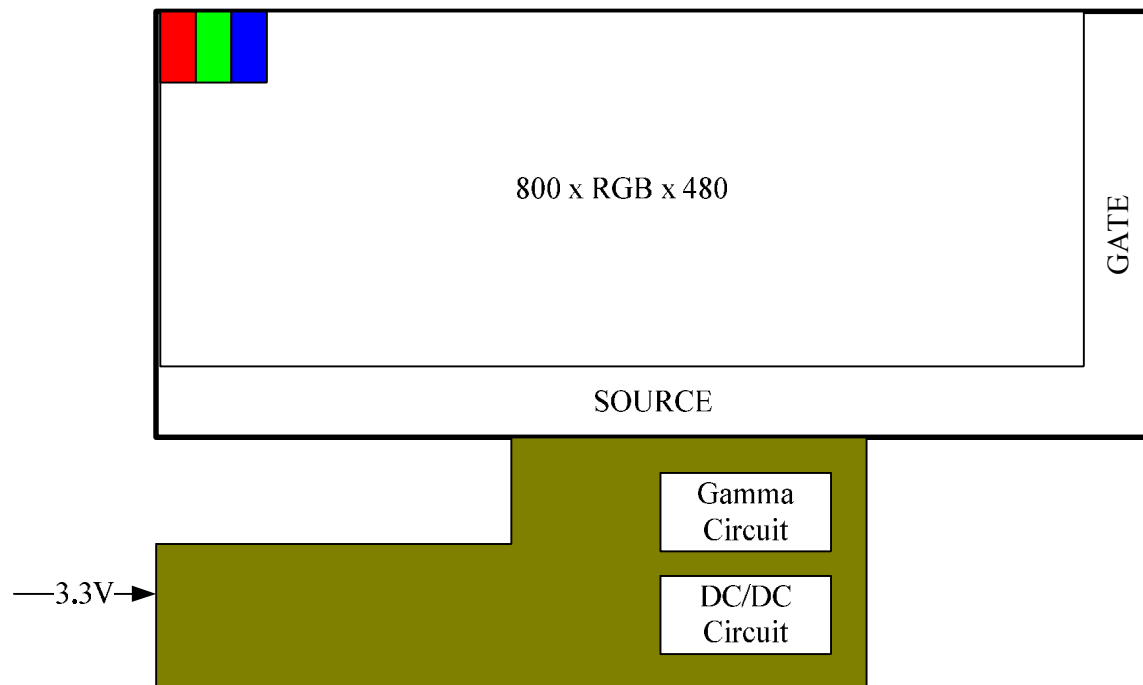 800 x RGB x 480
GATE
SOURCE
Gamma
Circuit
3.3V
DC/DC
Circuit